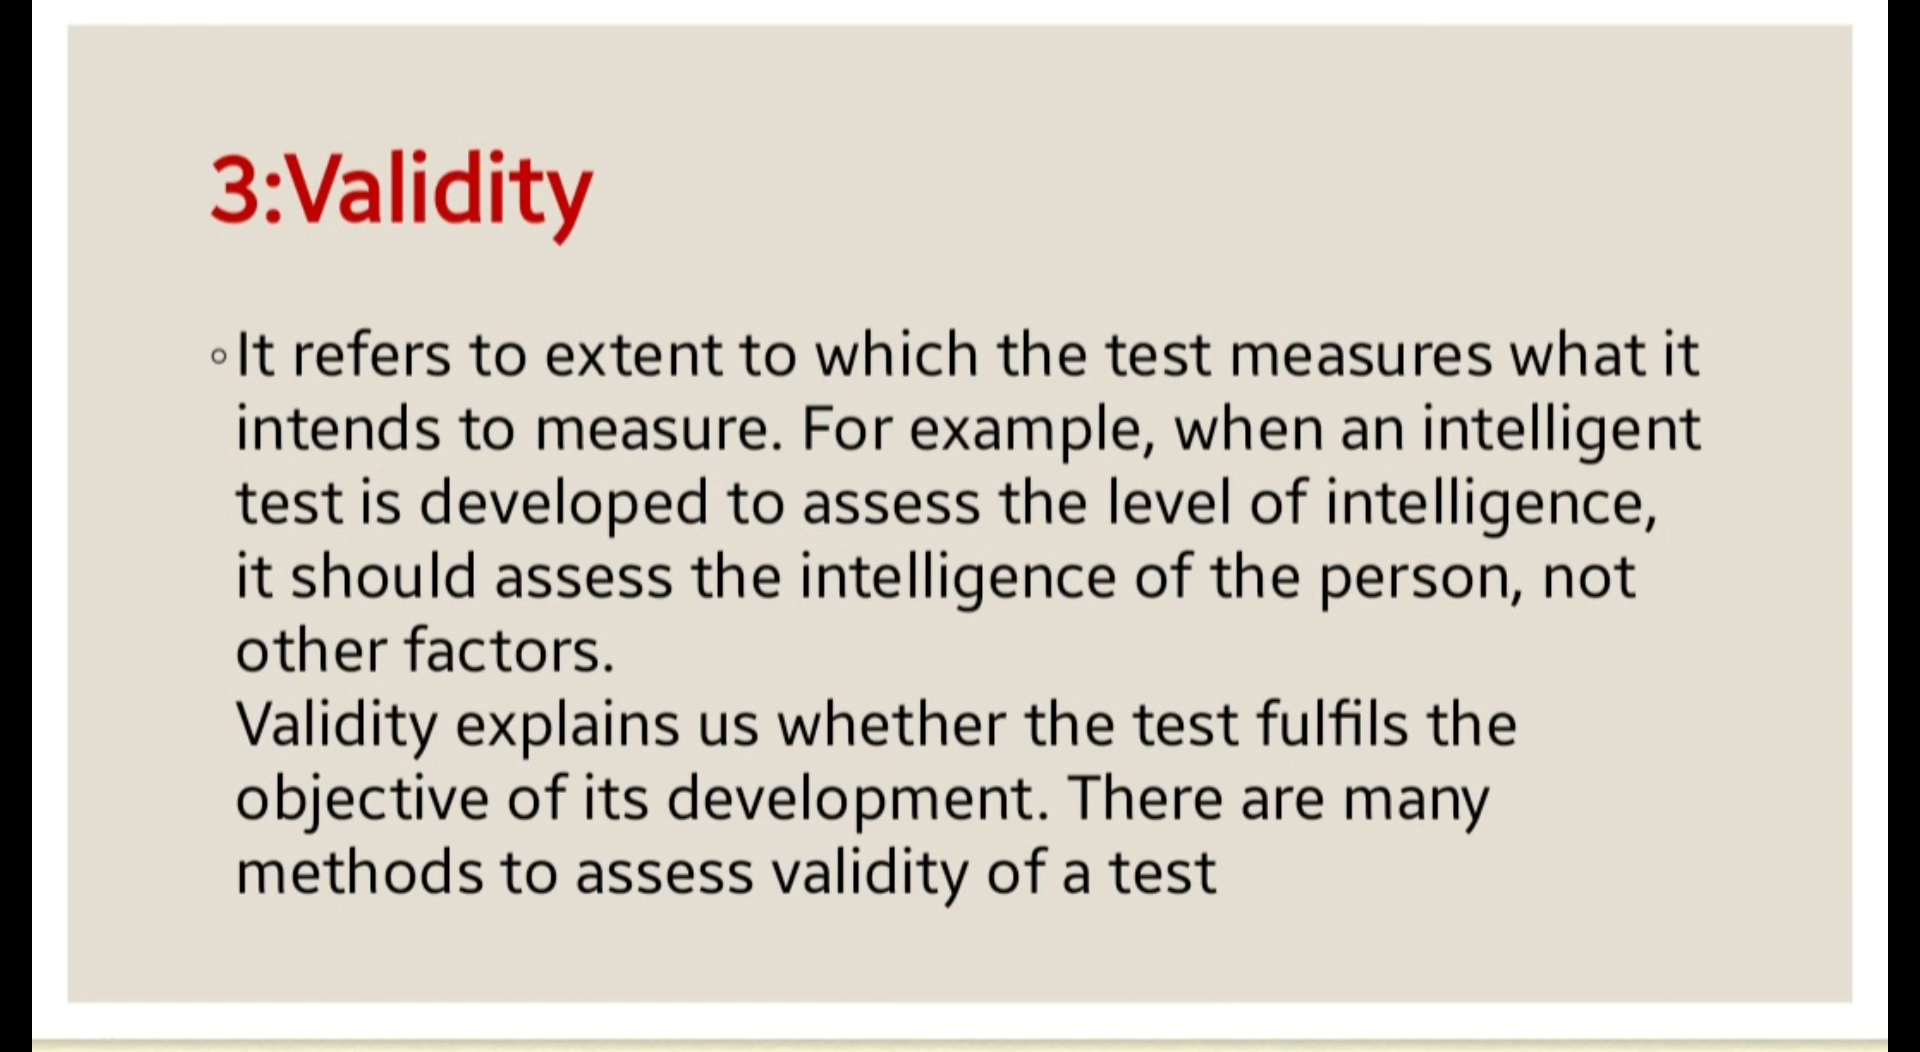 3:Validity
◦It refers to extent to which the test measures what it
intends to measure. For example, when an intelligent
test is developed to assess the level of intelligence,
it should assess the intelligence of the person, not
other factors.
Validity explains us whether the test fulfils the
objective of its development. There are many
methods to assess validity of a test